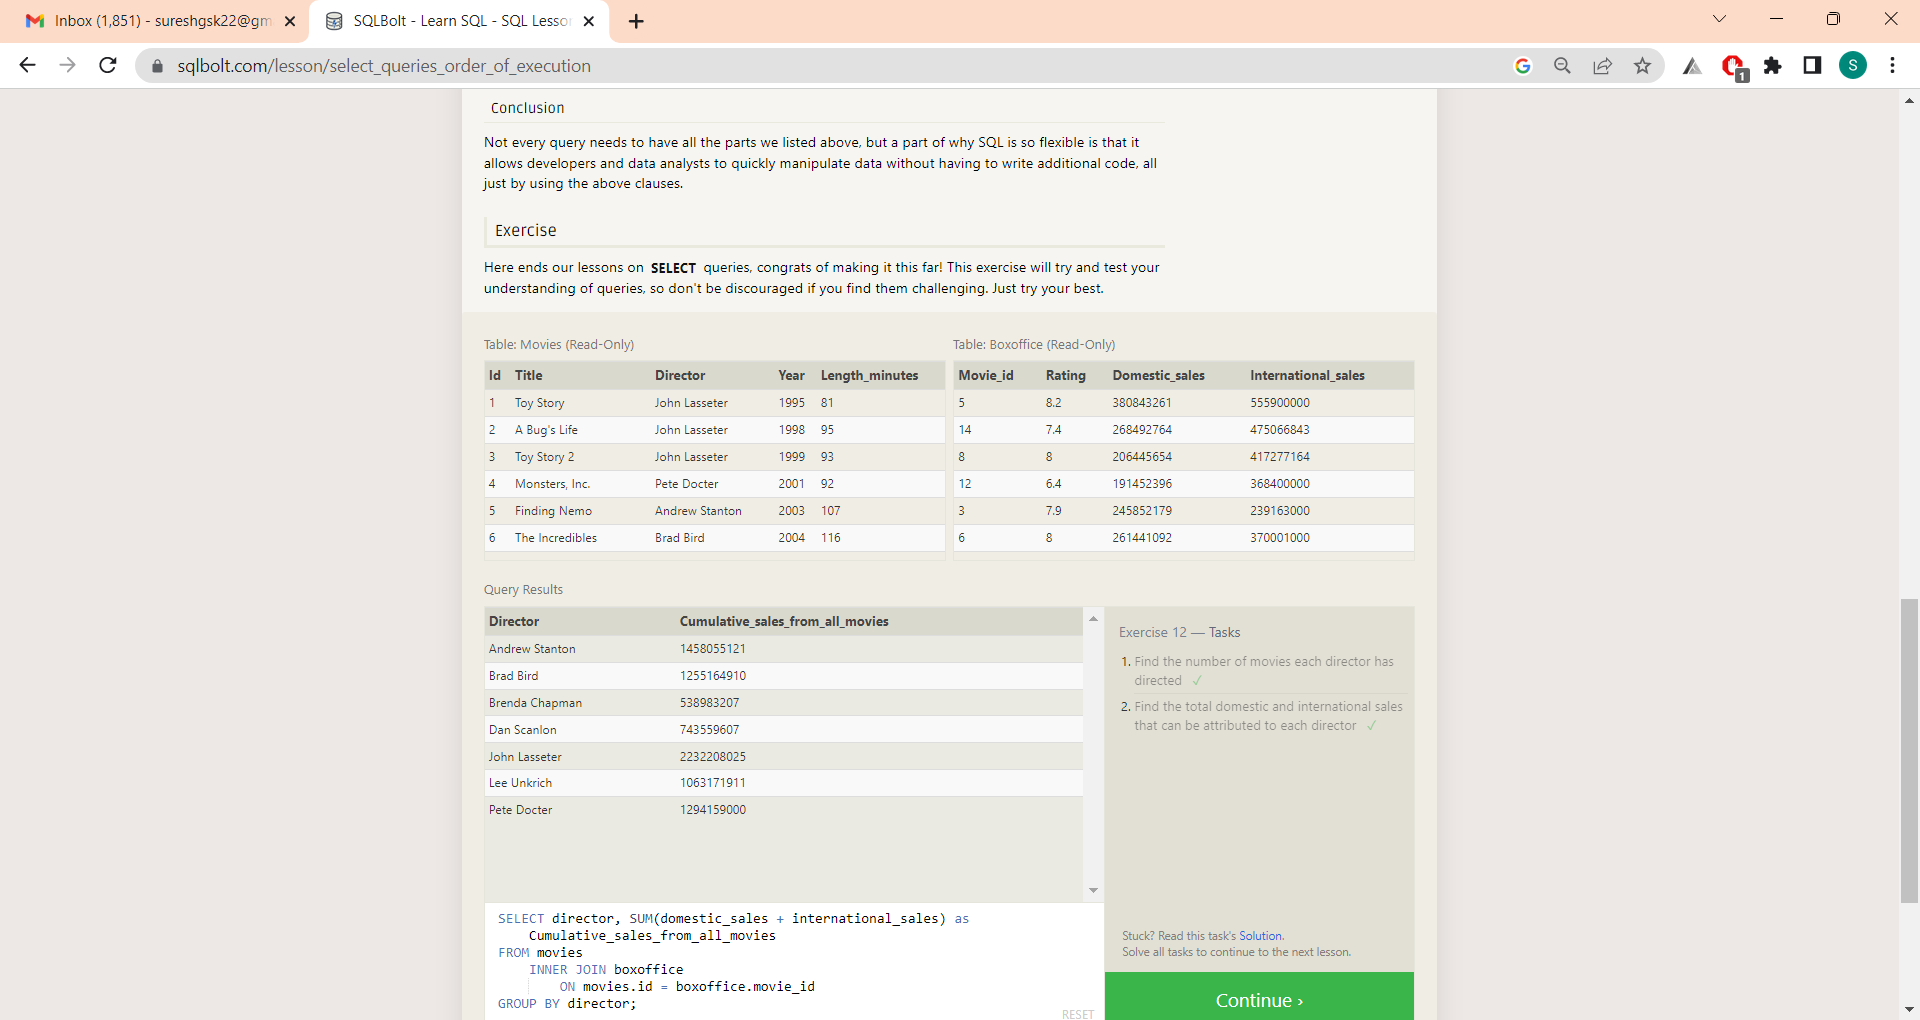 Inbox (1,851) - sureshgsk22@gm
SQLBolt - Learn SQL - SQL Lesso
sqlbolt.com/lesson/select_queries_order_of_execution
1
S
Conclusion
Not every query needs to have all the parts we listed above, but a part of why SQL is so flexible is that it
allows developers and data analysts to quickly manipulate data without having to write additional code, all
just by using the above clauses.
Exercise
Here ends our lessons on SELECT queries, congrats of making it this far! This exercise will try and test your
understanding of queries, so don't be discouraged if you find them challenging. Just try your best.
Table: Movies (Read-Only)
Id Title Director Year Length_minutes
1 Toy Story John Lasseter 1995 81
2 A Bug's Life John Lasseter 1998 95
3 Toy Story 2 John Lasseter 1999 93
4 Monsters, Inc. Pete Docter 2001 92
5 Finding Nemo Andrew Stanton 2003 107
6 The Incredibles Brad Bird 2004 116
Table: Boxoffice (Read-Only)
Movie_id Rating Domestic_sales International_sales
5 8.2 380843261 555900000
14 7.4 268492764 475066843
8 8 206445654 417277164
12 6.4 191452396 368400000
3 7.9 245852179 239163000
6 8 261441092 370001000
Query Results
Director Cumulative_sales_from_all_movies
Andrew Stanton 1458055121
Brad Bird 1255164910
Brenda Chapman 538983207
Dan Scanlon 743559607
John Lasseter 2232208025
Lee Unkrich 1063171911
Pete Docter 1294159000
SELECT director, SUM(domestic_sales + international_sales) as
Cumulative_sales_from_all_movies
FROM movies
INNER JOIN boxoffice
ON movies.id = boxoffice.movie_id
GROUP BY director;
RESET
Exercise 12 — Tasks
1. Find the number of movies each director has
directed ✓
2. Find the total domestic and international sales
that can be attributed to each director ✓
Stuck? Read this task's Solution.
Solve all tasks to continue to the next lesson.
Continue ›